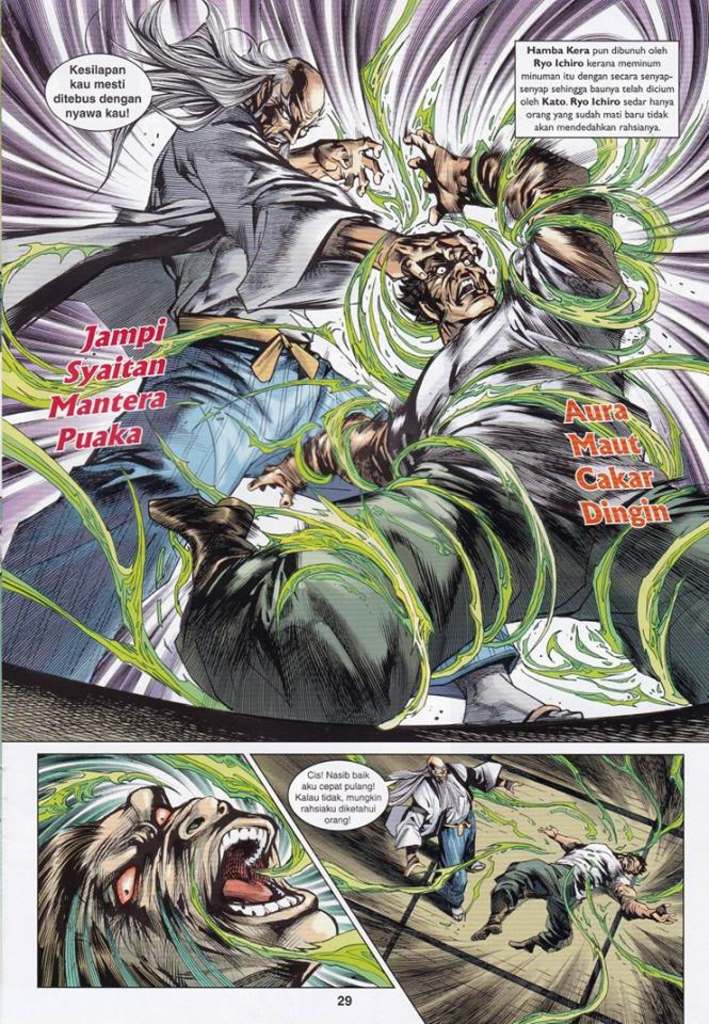 Kesilapan
kau mesti
ditebus dengan
nyawa kau!
Hamba Kera pun dibunuh oleh
Ryo Ichiro kerana meminum
minuman itu dengan secara senyap-
senyap sehingga baunya telah dicium
oleh Kato. Ryo Ichiro sedar hanya
orang yang sudah mati baru tidak
akan mendedahkan rahsianya.
Jampi
Syaitan
Mantera
Puaka
Aura
Maut
Cakar
Dingin
Cis! Nasib baik
aku cepat pulang!
Kalau tidak, mungkin
rahsiaku diketahui
orang!
29